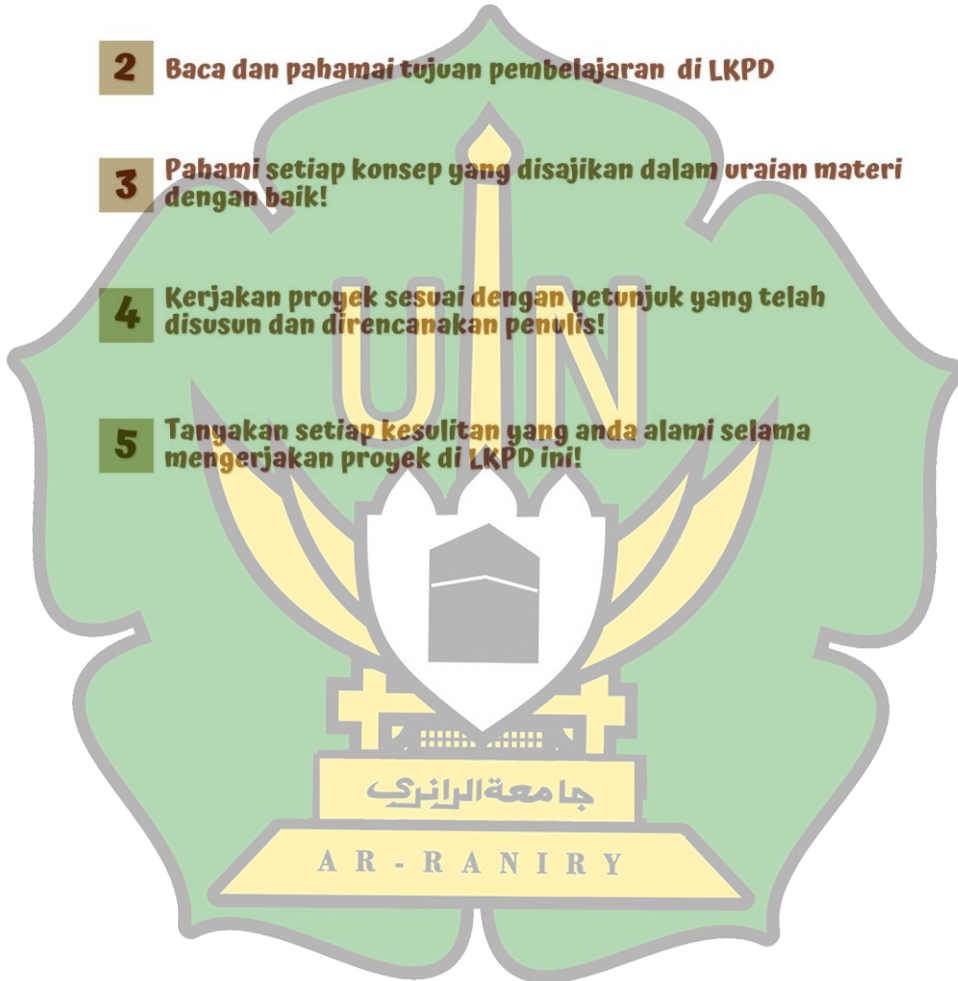 2 Baca dan pahamai tujuan pembelajaran di LKPD
3 Pahami setiap konsep yang disajikan dalam uraian materi
dengan baik!
4 Kerjakan proyek sesuai dengan petunjuk yang telah
disusun dan direncanakan penulis!
UIN
5 Tanyakan setiap kesulitan yang anda alami selama
mengerjakan proyek di LKPD ini!
جامعة الرانري
AR-RANIRY